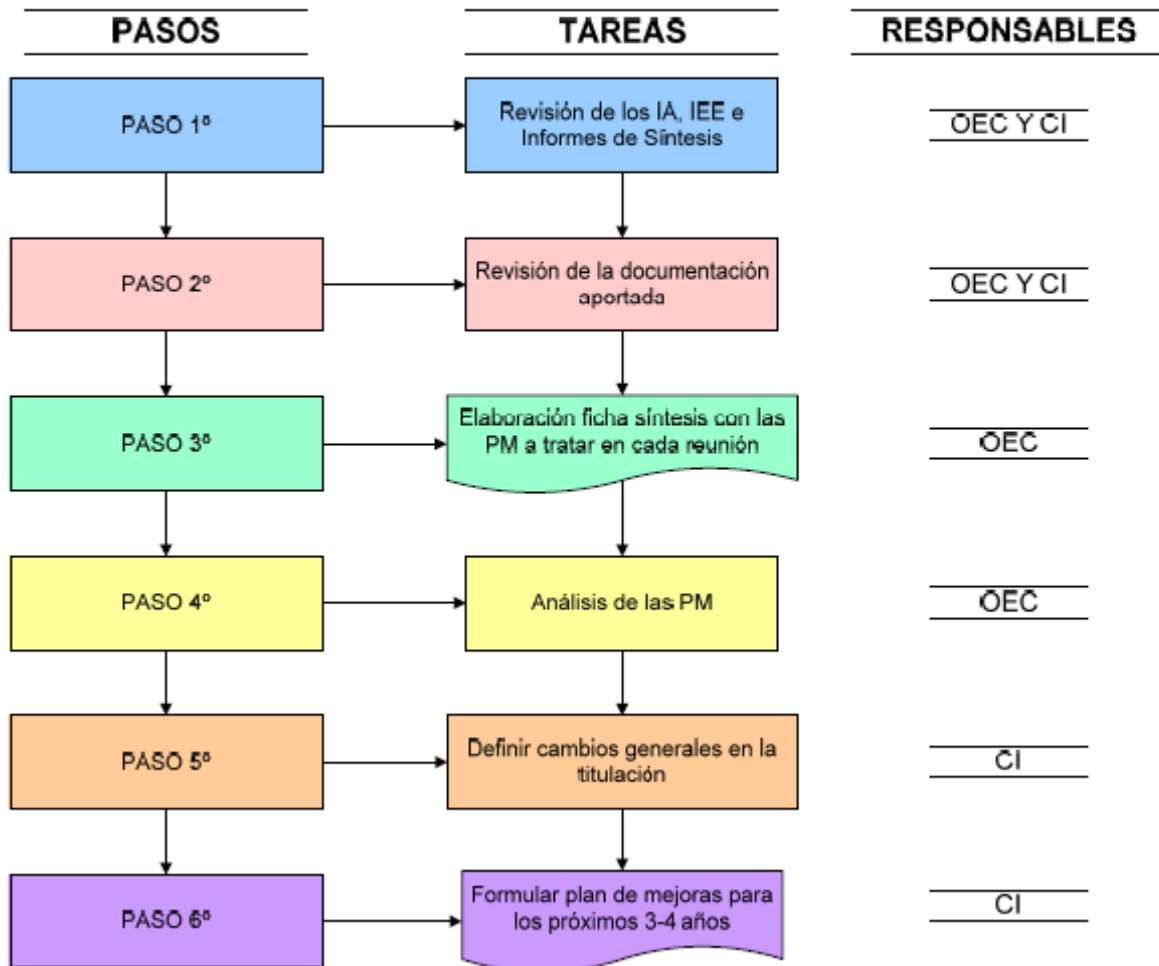 PASOS
TAREAS
RESPONSABLES
PASO 1º
Revisión de los IA, IEE e
Informes de Síntesis
OEC Y CI
PASO 2º
Revisión de la documentación
aportada
OEC Y CI
PASO 3º
Elaboración ficha síntesis con las
PM a tratar en cada reunión
OEC
PASO 4º
Análisis de las PM
OEC
PASO 5º
Definir cambios generales en la
titulación
CI
PASO 6º
Formular plan de mejoras para
los próximos 3-4 años
CI